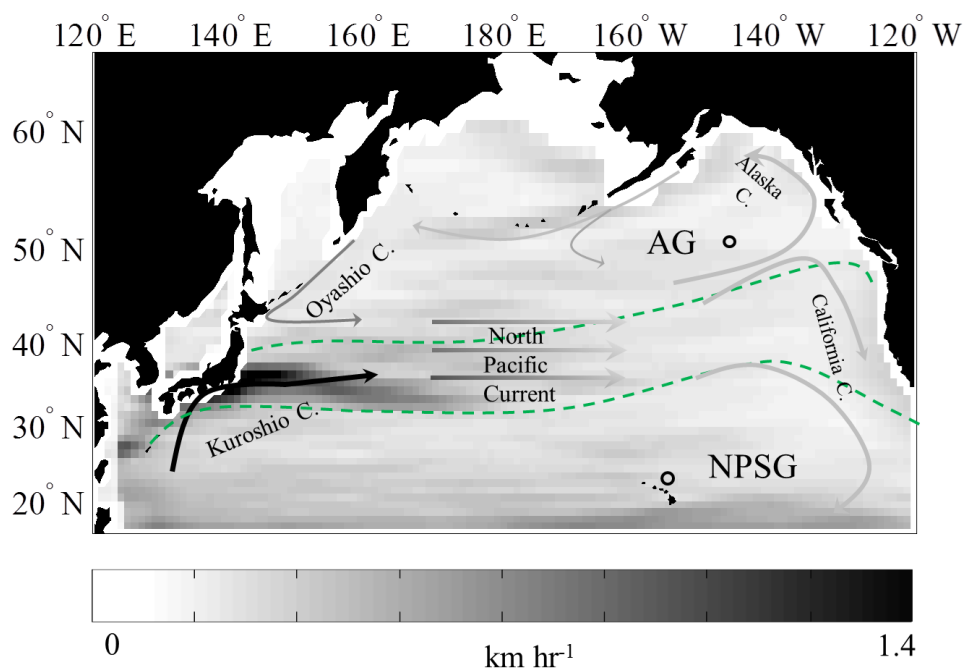 120° E 140° E 160° E 180° E 160° W 140° W 120° W
60° N
50° N
40° N
30° N
20° N
Alaska
C.
AG
Oyashio C.
North
Pacific
Current
California C.
Kuroshio C.
NPSG
0
1.4
km hr-1